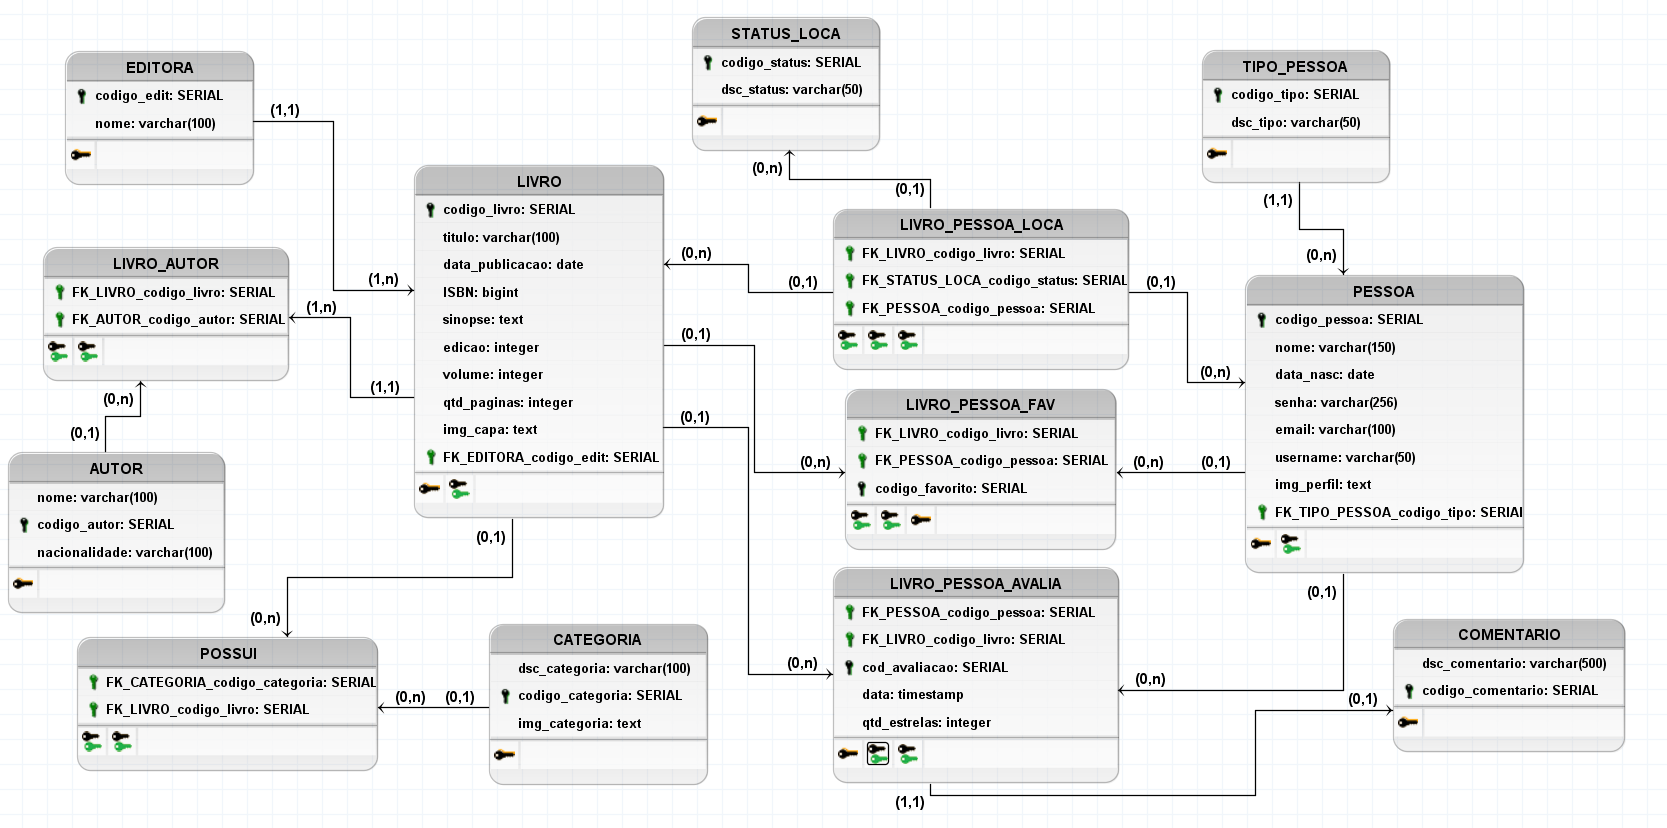 STATUS_LOCA
codigo_status: SERIAL
dsc_status: varchar(50)
EDITORA
codigo_edit: SERIAL
nome: varchar(100)
TIPO_PESSOA
codigo_tipo: SERIAL
dsc_tipo: varchar(50)
(1,1)
(0,n)
(0,1)
(1,1)
LIVRO
codigo_livro: SERIAL
titulo: varchar(100)
data_publicacao: date
ISBN: bigint
sinopse: text
edicao: integer
volume: integer
qtd_paginas: integer
img_capa: text
FK_EDITORA_codigo_edit: SERIAL
LIVRO_PESSOA_LOCA
FK_LIVRO_codigo_livro: SERIAL
FK_STATUS_LOCA_codigo_status: SERIAL
FK_PESSOA_codigo_pessoa: SERIAL
(0,n)
(0,1)
(0,1)
(0,n)
(0,n)
PESSOA
codigo_pessoa: SERIAL
nome: varchar(150)
data_nasc: date
senha: varchar(256)
email: varchar(100)
username: varchar(50)
img_perfil: text
FK_TIPO_PESSOA_codigo_tipo: SERIAL
LIVRO_AUTOR
FK_LIVRO_codigo_livro: SERIAL
FK_AUTOR_codigo_autor: SERIAL
(1,n)
(1,n)
(1,1)
(0,n)
(0,1)
AUTOR
nome: varchar(100)
codigo_autor: SERIAL
nacionalidade: varchar(100)
(0,1)
(0,1)
(0,n)
LIVRO_PESSOA_FAV
FK_LIVRO_codigo_livro: SERIAL
FK_PESSOA_codigo_pessoa: SERIAL
codigo_favorito: SERIAL
(0,n)
(0,1)
(0,1)
(0,n)
POSSUI
FK_CATEGORIA_codigo_categoria: SERIAL
FK_LIVRO_codigo_livro: SERIAL
(0,n)
(0,1)
CATEGORIA
dsc_categoria: varchar(100)
codigo_categoria: SERIAL
img_categoria: text
(0,n)
LIVRO_PESSOA_AVALIA
FK_PESSOA_codigo_pessoa: SERIAL
FK_LIVRO_codigo_livro: SERIAL
cod_avaliacao: SERIAL
data: timestamp
qtd_estrelas: integer
(0,1)
(0,n)
(0,1)
(1,1)
COMENTARIO
dsc_comentario: varchar(500)
codigo_comentario: SERIAL